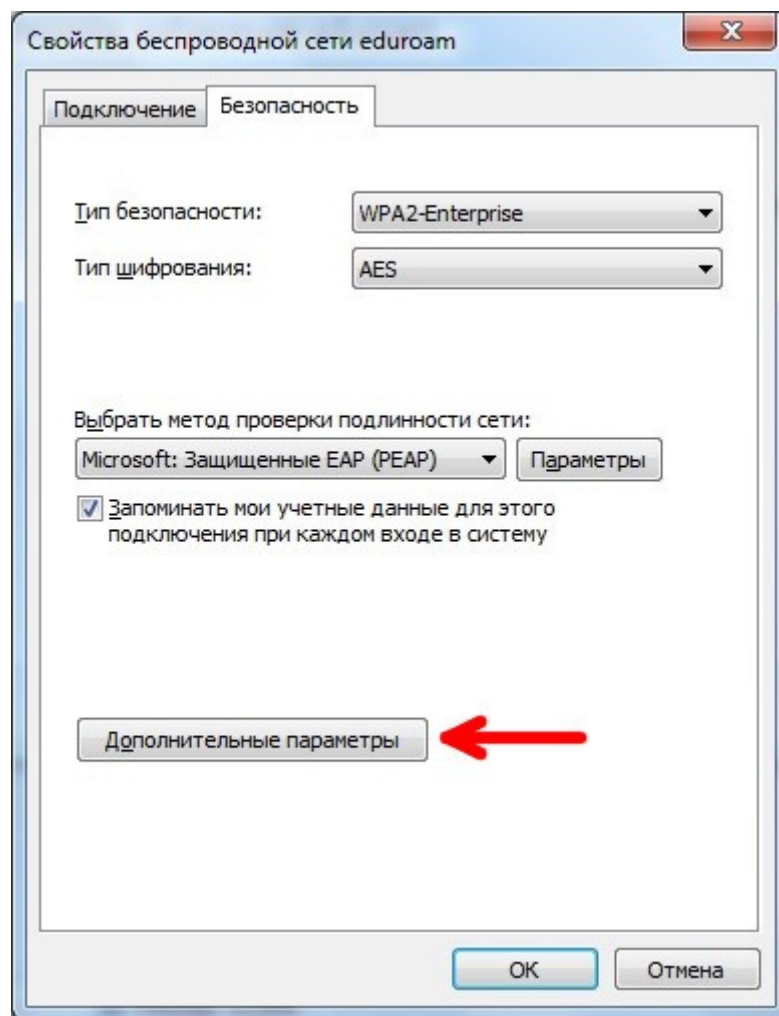 Свойства беспроводной сети eduroam
Подключение
Безопасность
Тип безопасности:
WPA2-Enterprise
Тип шифрования:
AES
Выбрать метод проверки подлинности сети:
Microsoft: Защищенные EAP (PEAP)
Параметры
Запоминать мои учетные данные для этого
подключения при каждом входе в систему
Дополнительные параметры
ОК
Отмена